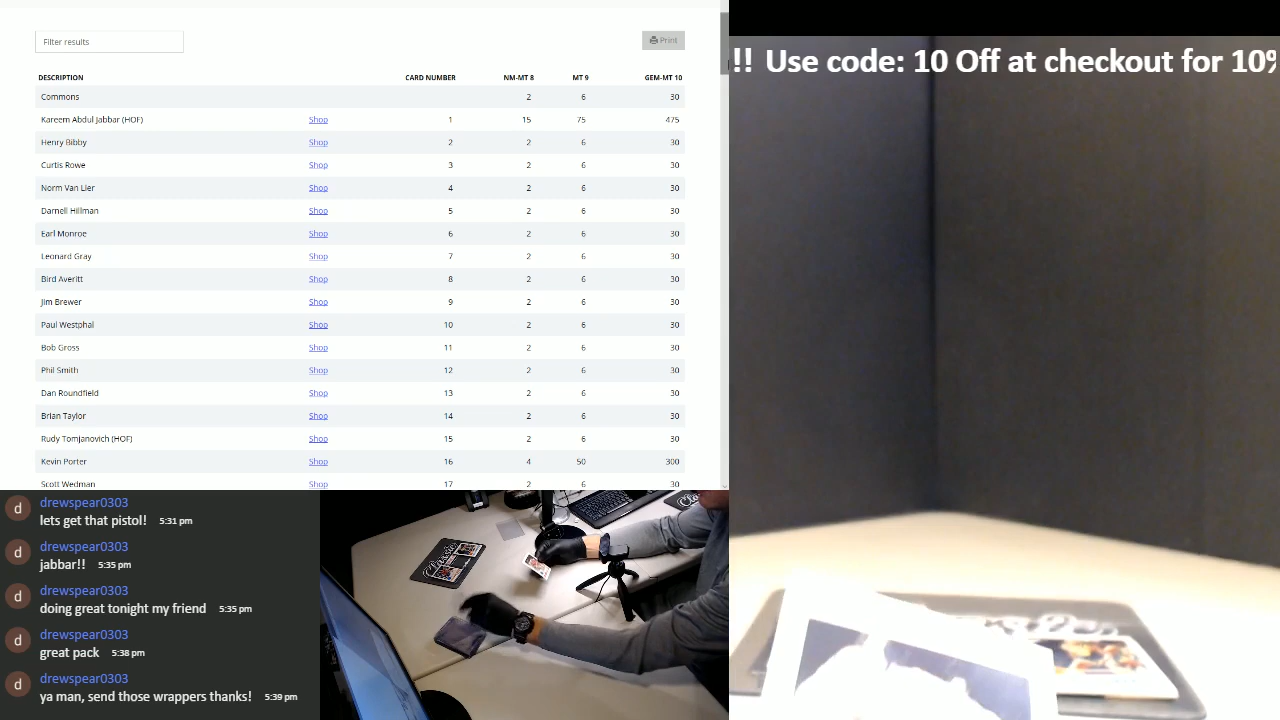 Filter results
Print
DESCRIPTION CARD NUMBER NM-MT 8 MT 9 GEM-MT 10
Commons 2 6 30
Kareem Abdul Jabbar (HOF) Shop 1 15 75 475
Henry Bibby Shop 2 2 6 30
Curtis Rowe Shop 3 2 6 30
Norm Van Lier Shop 4 2 6 30
Darnell Hillman Shop 5 2 6 30
Earl Monroe Shop 6 2 6 30
Leonard Gray Shop 7 2 6 30
Bird Averitt Shop 8 2 6 30
Jim Brewer Shop 9 2 6 30
Paul Westphal Shop 10 2 6 30
Bob Gross Shop 11 2 6 30
Phil Smith Shop 12 2 6 30
Dan Roundfield Shop 13 2 6 30
Brian Taylor Shop 14 2 6 30
Rudy Tomjanovich (HOF) Shop 15 2 6 30
Kevin Porter Shop 16 4 50 300
Scott Wedman Shop 17 2 6 30
!! Use code: 10 Off at checkout for 10%
d drewspear0303
lets get that pistol! 5:31 pm
d drewspear0303
jabbar!! 5:35 pm
d drewspear0303
doing great tonight my friend 5:35 pm
d drewspear0303
great pack 5:38 pm
d drewspear0303
ya man, send those wrappers thanks! 5:39 pm